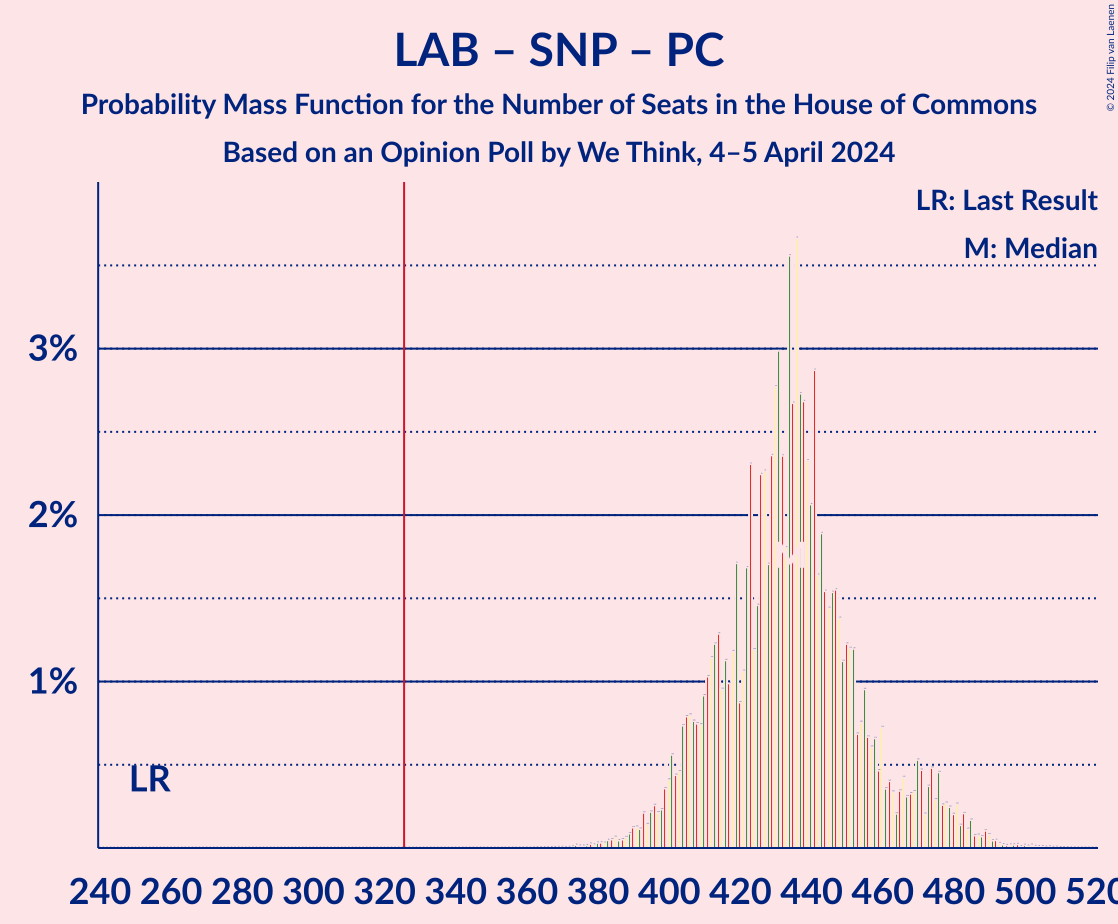 LAB – SNP – PC
Probability Mass Function for the Number of Seats in the House of Commons
Based on an Opinion Poll by We Think, 4–5 April 2024
© 2024 Filip van Laenen
LR: Last Result
M: Median
3%
2%
1%
LR
240 260 280 300 320 340 360 380 400 420 440 460 480 500 520